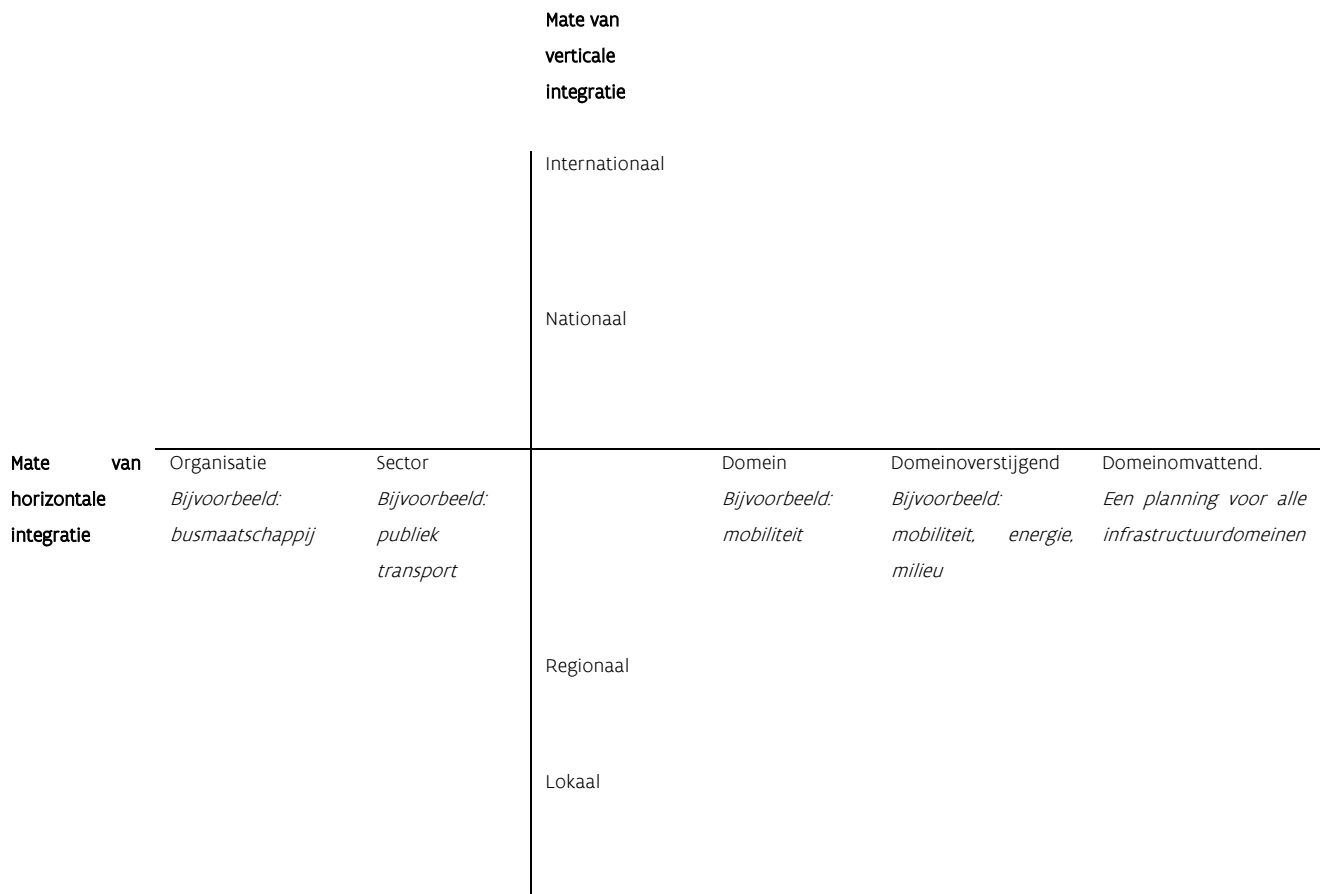 Mate van
verticale
integratie
Internationaal
Nationaal
Mate van
horizontale
integratie
Organisatie
Bijvoorbeeld:
busmaatschappij
Sector
Bijvoorbeeld:
publiek
transport
Domein
Bijvoorbeeld:
mobiliteit
Domeinoverstijgend
Bijvoorbeeld:
mobiliteit, energie,
milieu
Domeinomvattend.
Een planning voor alle
infrastructuurdomeinen
Regionaal
Lokaal